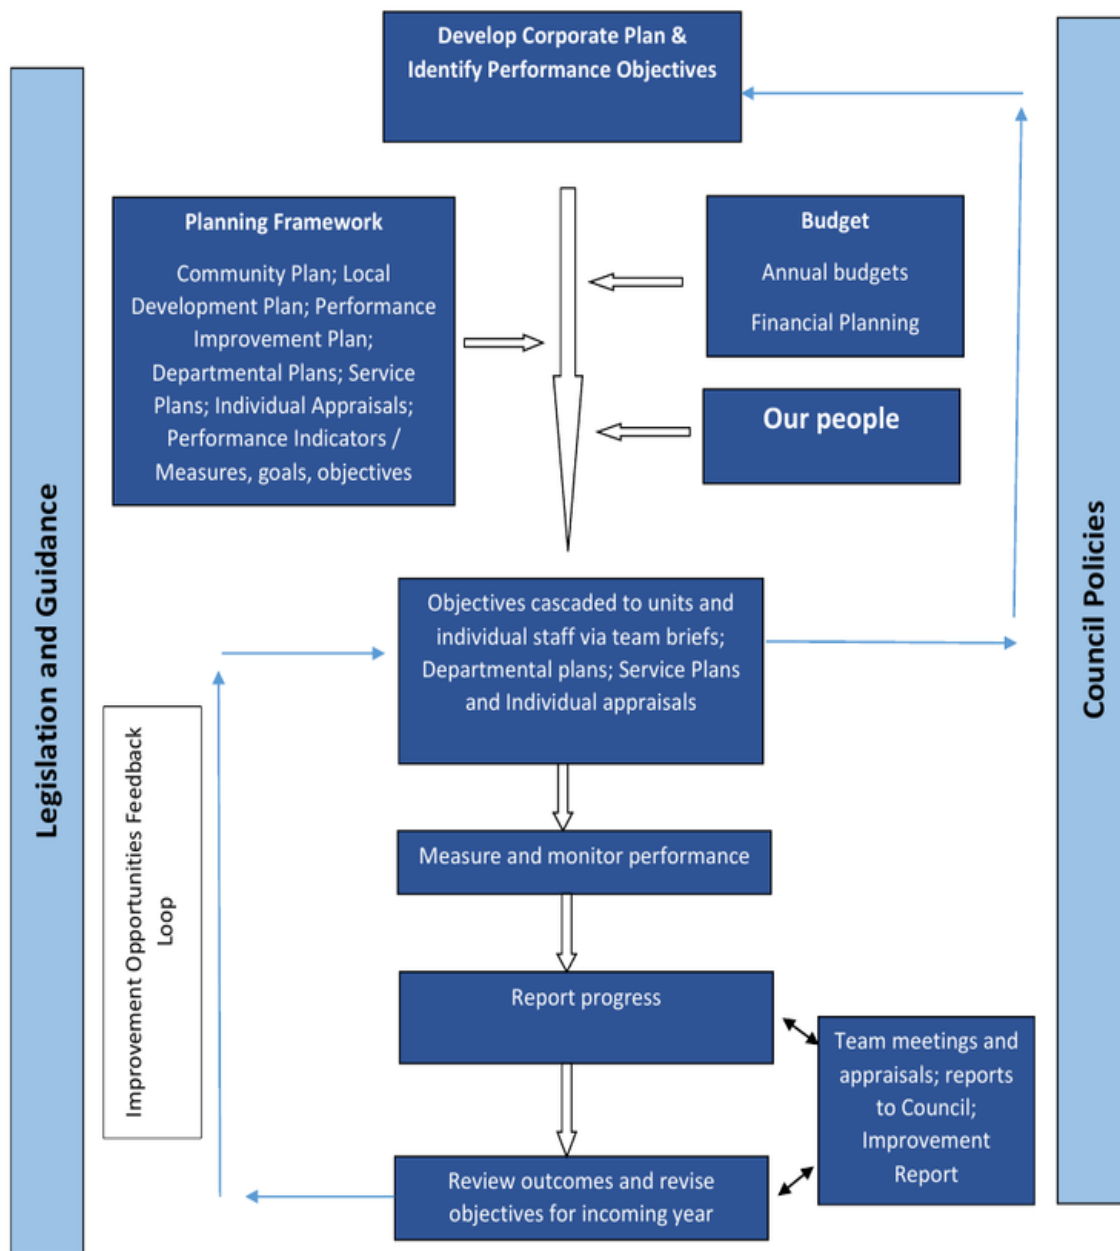 Develop Corporate Plan &
Identify Performance Objectives
Planning Framework
Community Plan; Local
Development Plan; Performance
Improvement Plan;
Departmental Plans; Service
Plans; Individual Appraisals;
Performance Indicators /
Measures, goals, objectives
Budget
Annual budgets
Financial Planning
Our people
Legislation and Guidance
Council Policies
Objectives cascaded to units and
individual staff via team briefs;
Departmental plans; Service Plans
and Individual appraisals
Improvement Opportunities Feedback
Loop
Measure and monitor performance
Report progress
Team meetings and
appraisals; reports
to Council;
Improvement
Report
Review outcomes and revise
objectives for incoming year